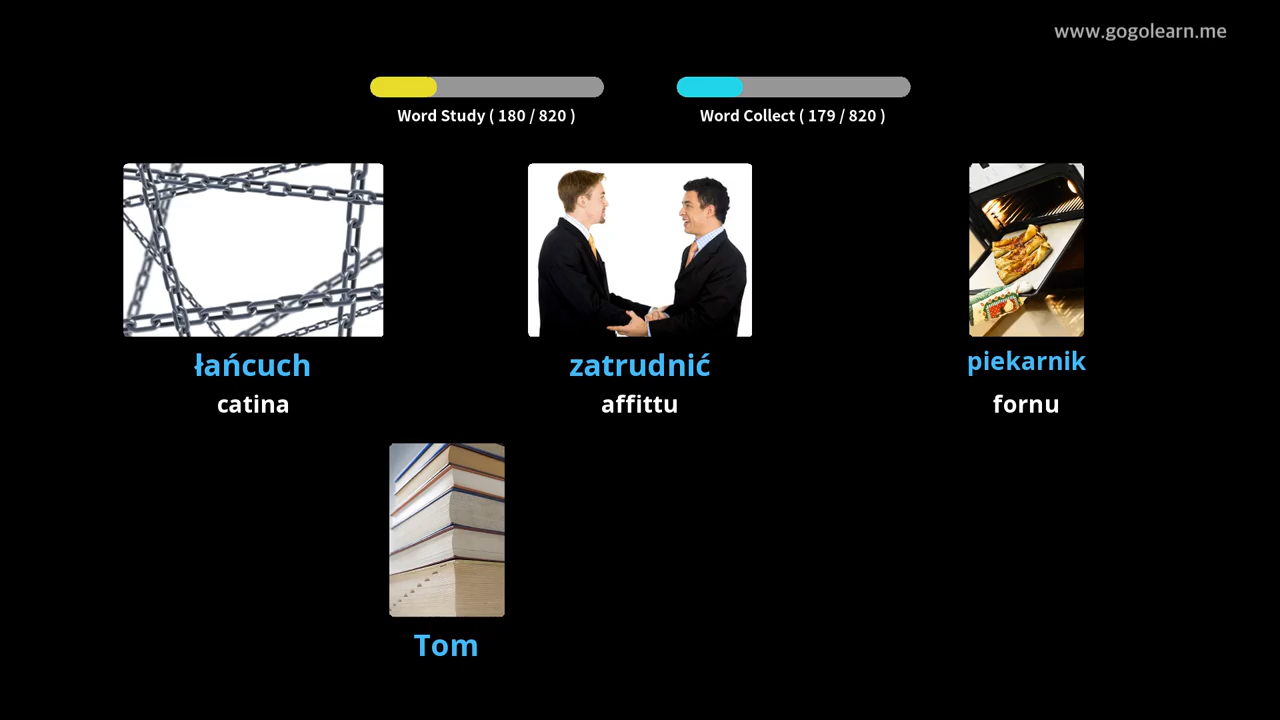 www.gogolearn.me
Word Study ( 180 / 820 )
Word Collect ( 179 / 820 )
łańcuch
zatrudnić
piekarnik
catina
affittu
fornu
Tom